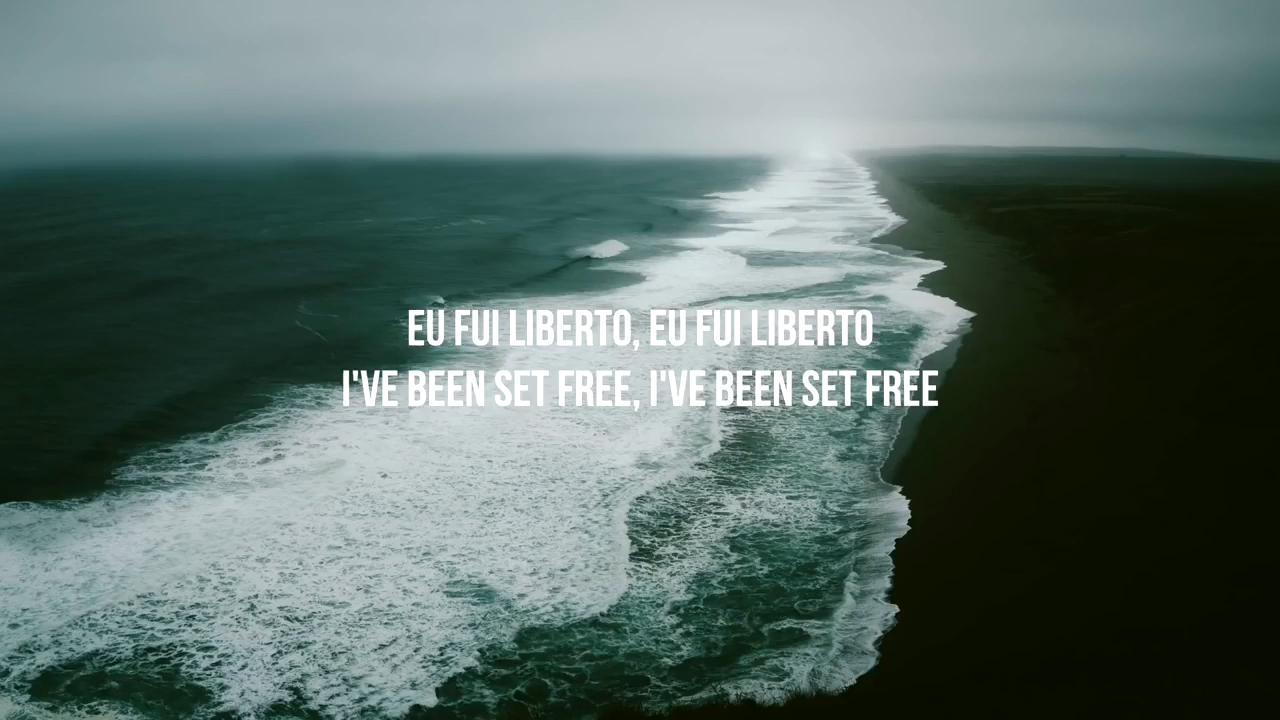 EU FUI LIBERTO, EU FUI LIBERTO
I'VE BEEN SET FREE, I'VE BEEN SET FREE